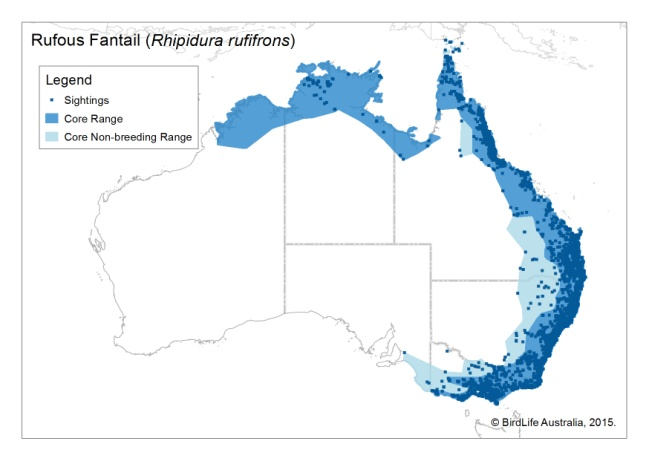 Rufous Fantail (Rhipidura rufifrons)
Legend
Sightings
Core Range
Core Non-breeding Range
© BirdLife Australia, 2015.